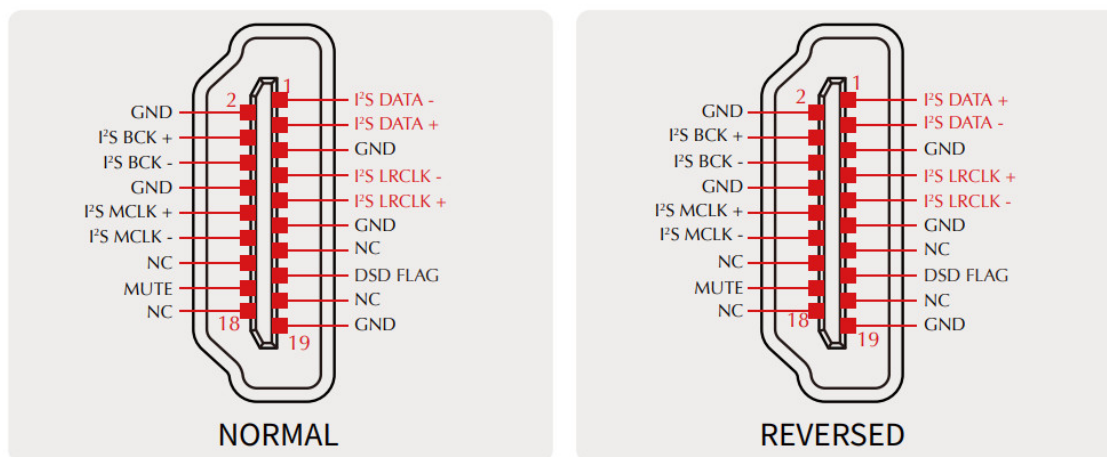 1
2
I²S DATA -
GND
I²S DATA +
I²S BCK +
GND
I²S BCK -
I²S LRCLK -
GND
I²S LRCLK +
I²S MCLK +
GND
I²S MCLK -
NC
NC
DSD FLAG
MUTE
NC
NC
18
GND
19
NORMAL
1
2
I²S DATA +
GND
I²S DATA -
I²S BCK +
GND
I²S BCK -
I²S LRCLK +
GND
I²S LRCLK -
I²S MCLK +
GND
I²S MCLK -
NC
NC
DSD FLAG
MUTE
NC
NC
18
GND
19
REVERSED